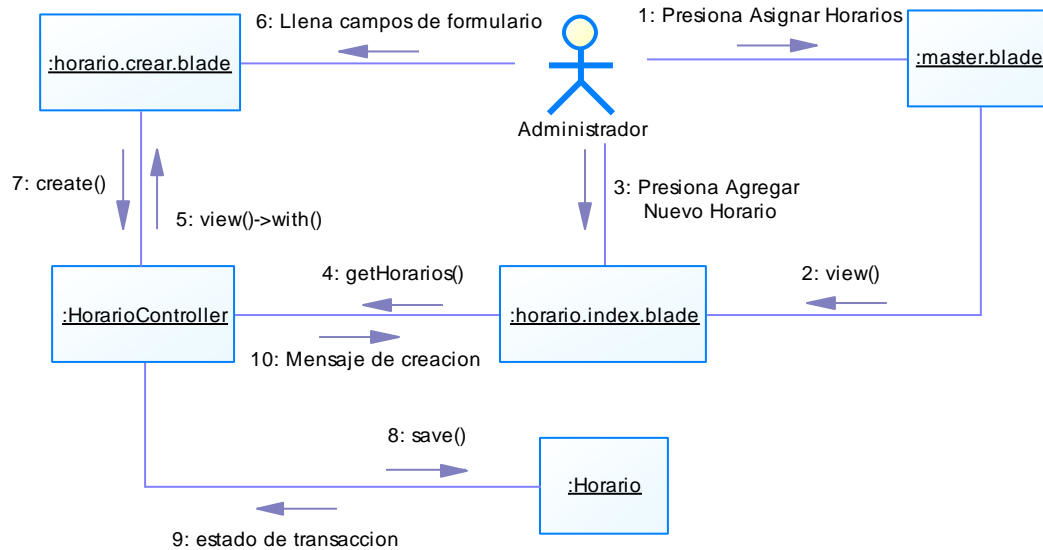 6: Llena campos de formulario
1: Presiona Asignar Horarios
:horario.crear.blade
:master.blade
Administrador
7: create()
3: Presiona Agregar
Nuevo Horario
5: view()->with()
4: getHorarios()
2: view()
:HorarioController
:horario.index.blade
10: Mensaje de creacion
8: save()
:Horario
9: estado de transaccion